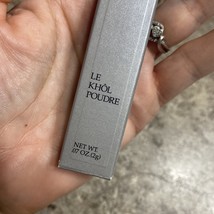 LE
KHÔL
POUDRE
NET WT.
.07 OZ.(2g)